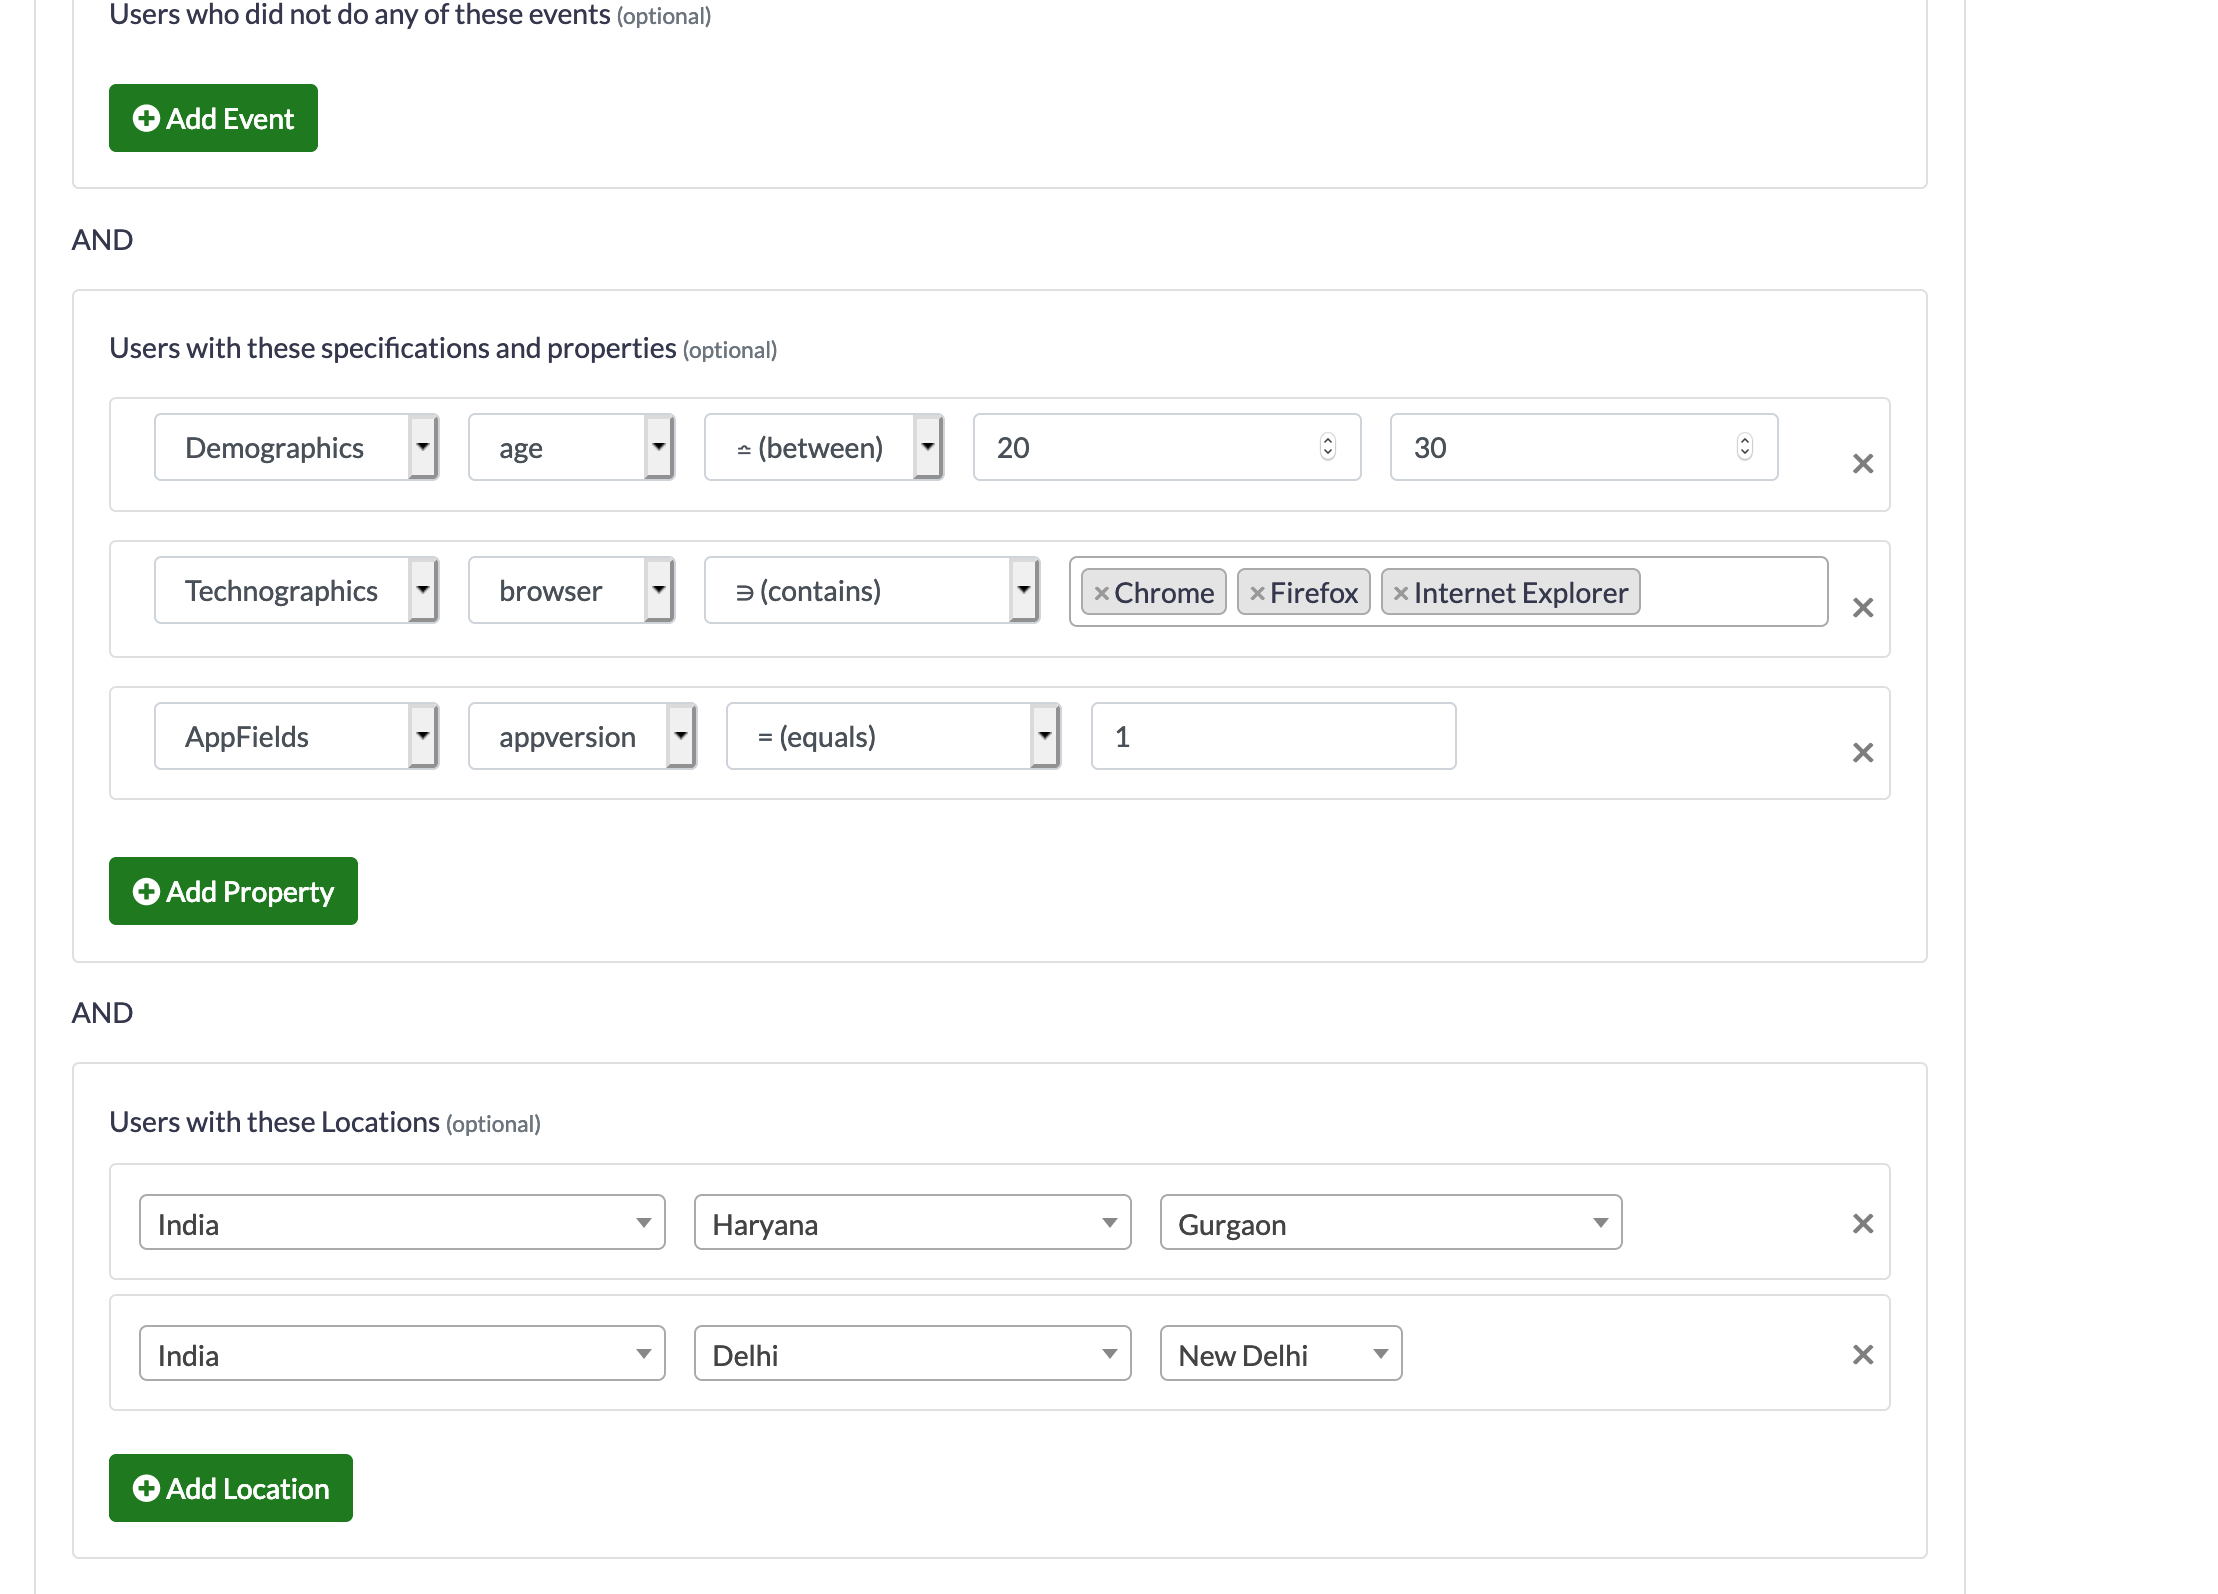 Users who did not do any of these events (optional)
Add Event
AND
Users with these specifications and properties (optional)
Demographics age ≏ (between) 20 30
Technographics browser ∋ (contains) × Chrome × Firefox × Internet Explorer
AppFields appversion = (equals) 1
Add Property
AND
Users with these Locations (optional)
India Haryana Gurgaon
India Delhi New Delhi
Add Location